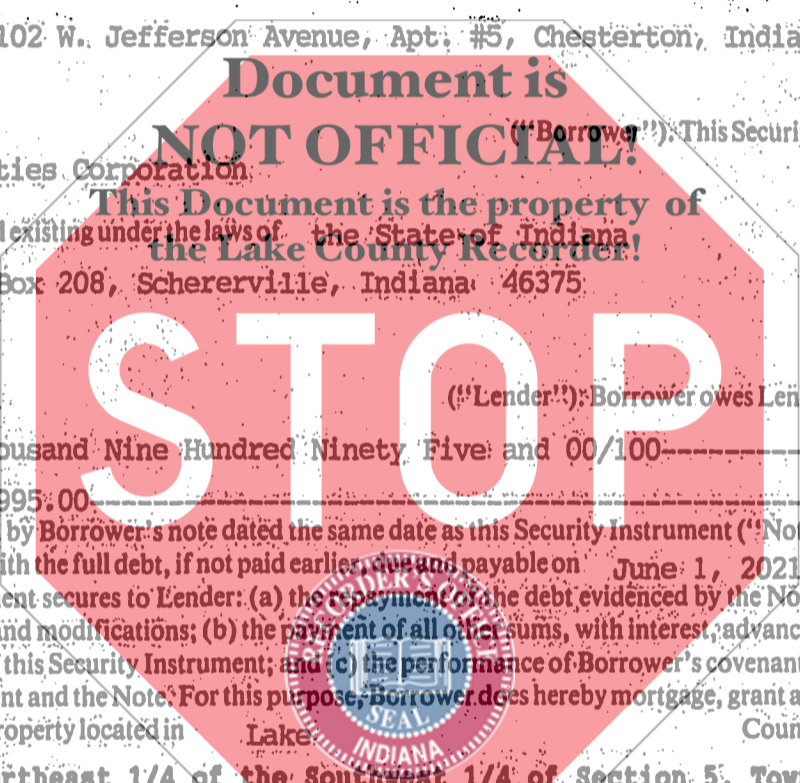 102 W. Jefferson Avenue, Apt. #5, Chesterton, Indiana
Document is
NOT OFFICIAL!
("Borrower"). This Securi
ties Corporation
This Document is the property of
existing under the laws of the State of Indiana
the Lake County Recorder!
Box 208, Schererville, Indiana 46375
STOP
("Lender"). Borrower owes Len
ousand Nine Hundred Ninety Five and 00/100----------
995.00----------------------------------------
by Borrower's note dated the same date as this Security Instrument ("No
ith the full debt, if not paid earlier, due and payable on June 1, 2021
ent secures to Lender: (a) the repayment of the debt evidenced by the No
and modifications; (b) the payment of all other sums, with interest, advanc
this Security Instrument; and (c) the performance of Borrower's covenant
nt and the Note. For this purpose, Borrower does hereby mortgage, grant a
roperty located in Lake Coun
RECORDER'S OFFICE
SEAL
INDIANA
rtheast 1/4 of the Sou 1/4 of Section 5, Tow